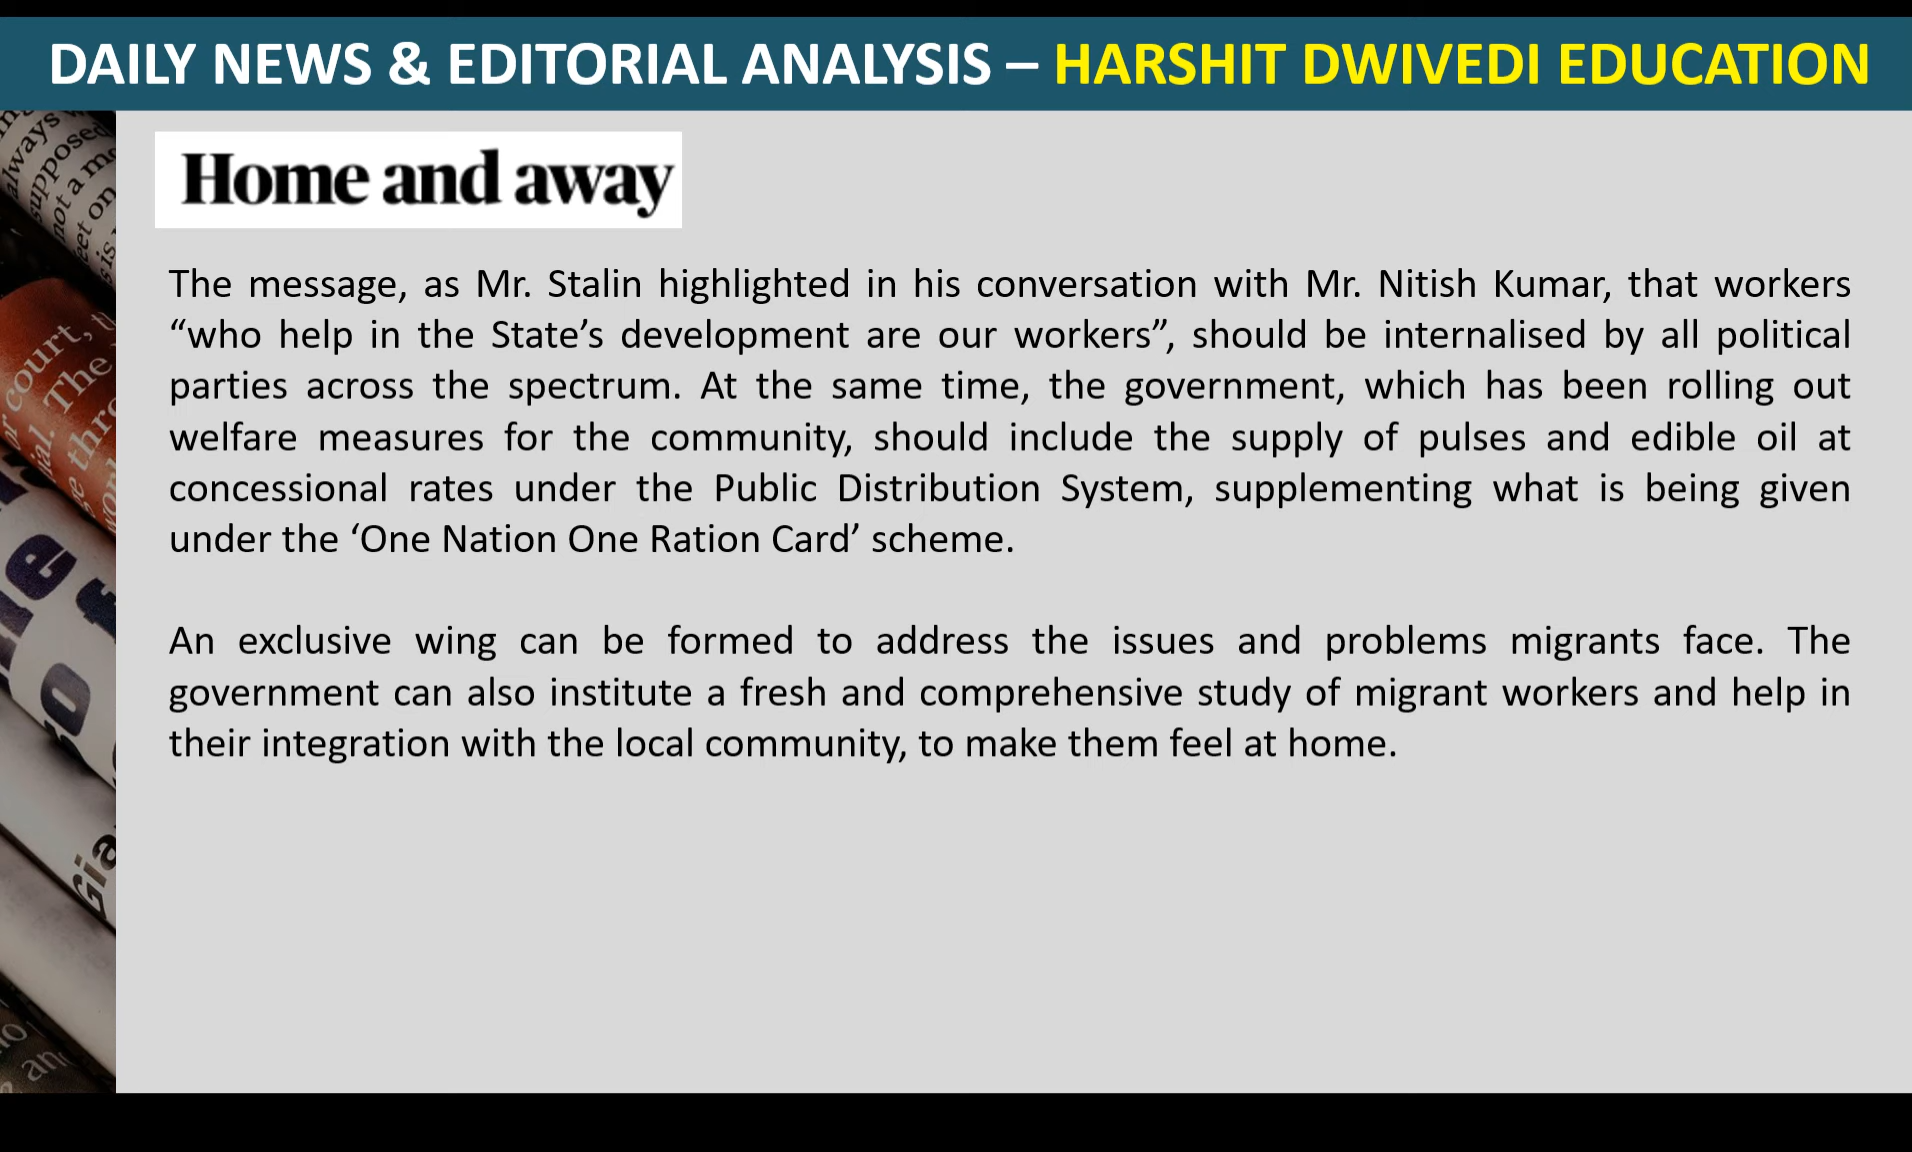 DAILY NEWS & EDITORIAL ANALYSIS – HARSHIT DWIVEDI EDUCATION
Home and away
The message, as Mr. Stalin highlighted in his conversation with Mr. Nitish Kumar, that workers
“who help in the State’s development are our workers”, should be internalised by all political
parties across the spectrum. At the same time, the government, which has been rolling out
welfare measures for the community, should include the supply of pulses and edible oil at
concessional rates under the Public Distribution System, supplementing what is being given
under the ‘One Nation One Ration Card’ scheme.
An exclusive wing can be formed to address the issues and problems migrants face. The
government can also institute a fresh and comprehensive study of migrant workers and help in
their integration with the local community, to make them feel at home.
always
supposed
not a
court,
The